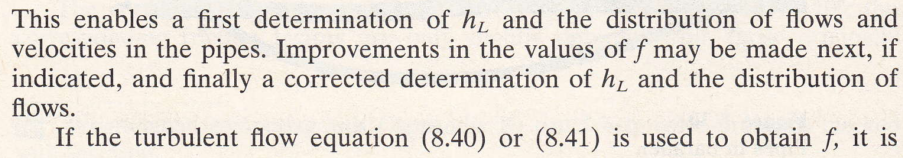 This enables a first determination of h_L and the distribution of flows and
velocities in the pipes. Improvements in the values of f may be made next, if
indicated, and finally a corrected determination of h_L and the distribution of
flows.
If the turbulent flow equation (8.40) or (8.41) is used to obtain f, it is